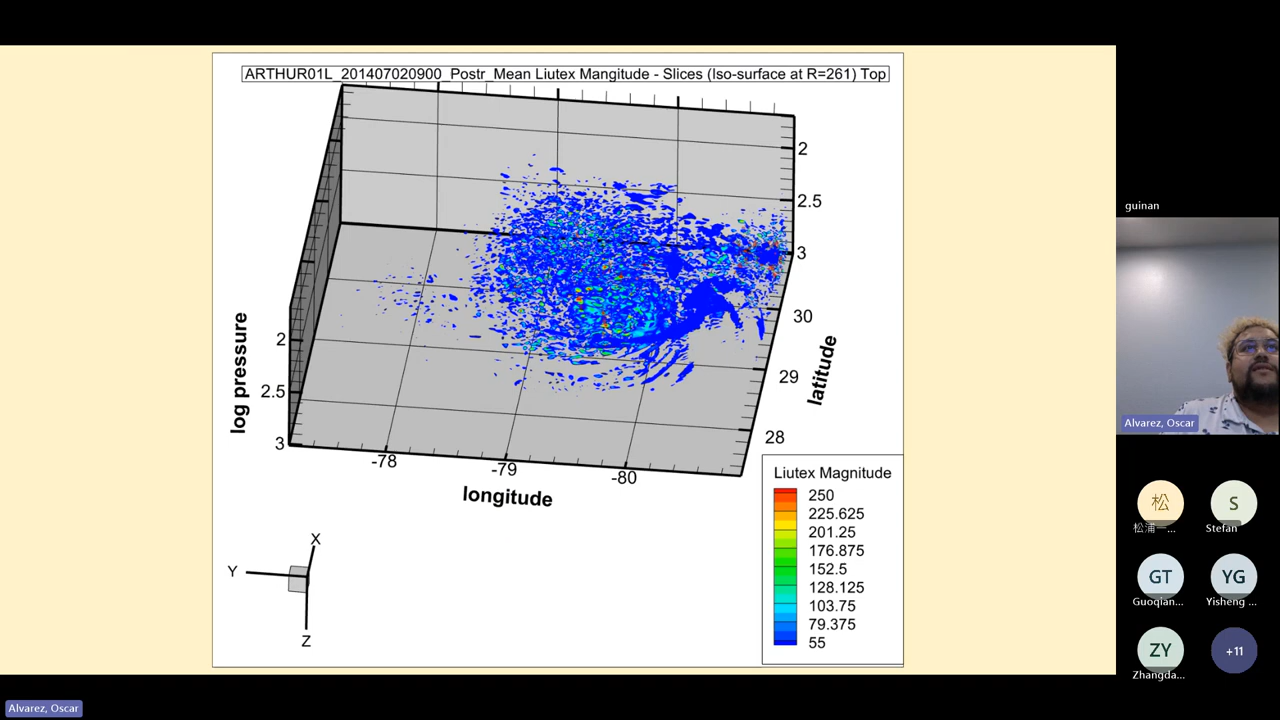 ARTHUR01L_201407020900_Postr_Mean Liutex Mangitude - Slices (Iso-surface at R=261) Top
2
2.5
3
30
29
28
latitude
log pressure
2
2.5
3
-78
-79
-80
longitude
X
Y
Z
Liutex Magnitude
250
225.625
201.25
176.875
152.5
128.125
103.75
79.375
55
guinan
Alvarez, Oscar
松
松浦一...
S
Stefan
GT
Guoqian...
YG
Yisheng ...
ZY
Zhangda...
+11
Alvarez, Oscar